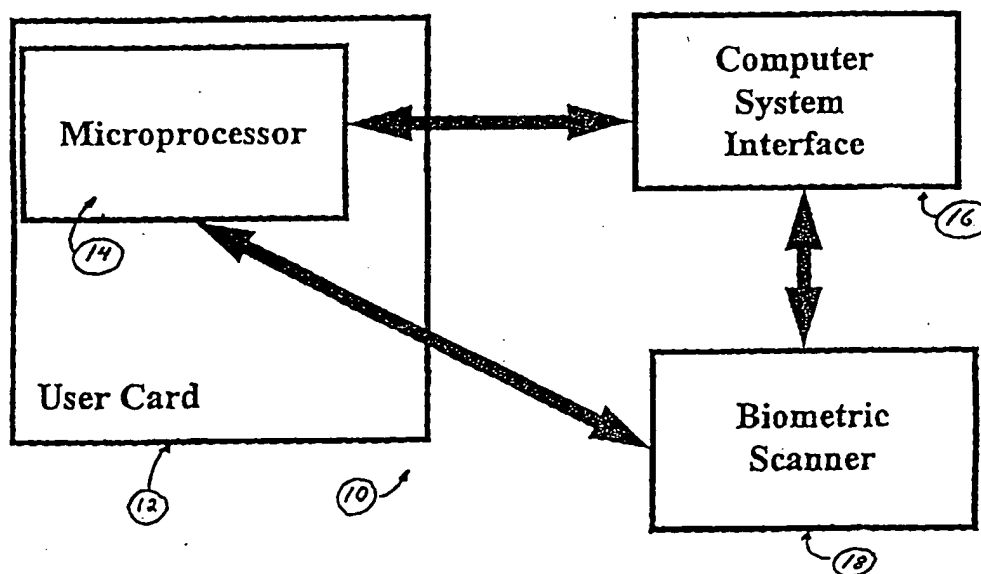 Microprocessor
14
User Card
12
10
Computer
System
Interface
16
Biometric
Scanner
18